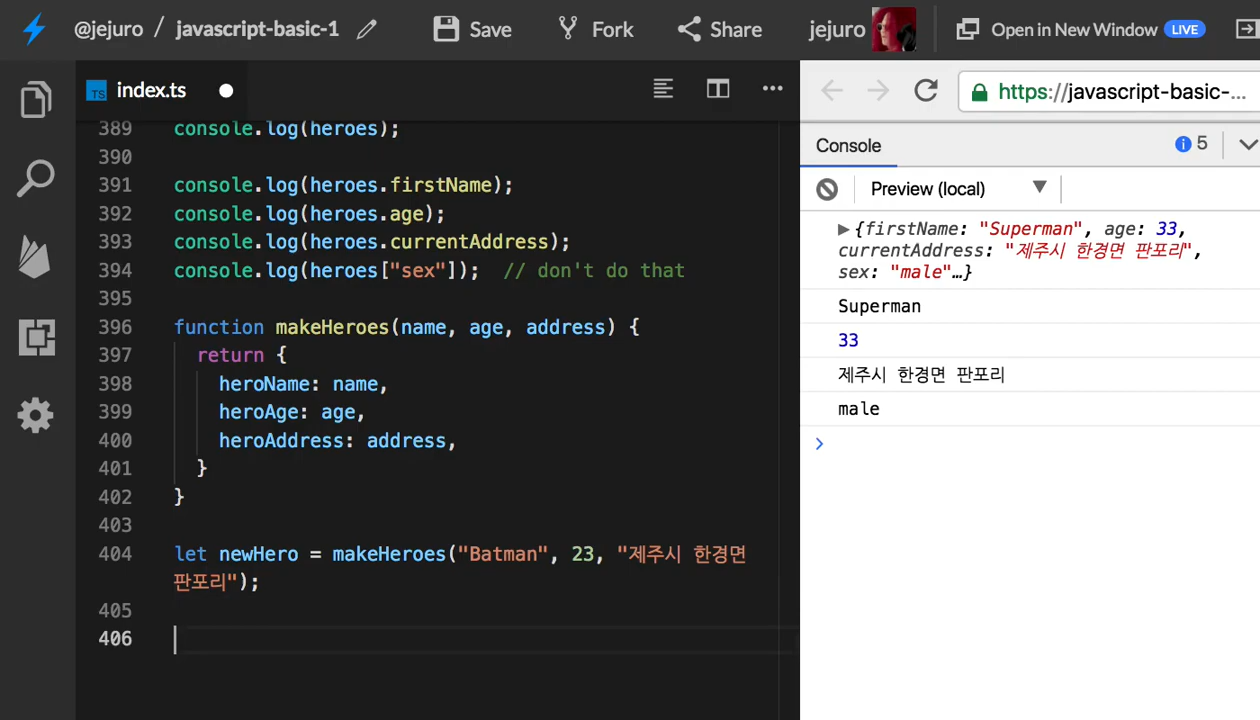 @jejuro / javascript-basic-1 Save Fork Share jejuro Open in New Window LIVE
TS index.ts
https://javascript-basic-...
Console 5
Preview (local)
389 console.log(heroes);
390
391 console.log(heroes.firstName);
392 console.log(heroes.age);
393 console.log(heroes.currentAddress);
394 console.log(heroes["sex"]);  // don't do that
395
396 function makeHeroes(name, age, address) {
397   return {
398     heroName: name,
399     heroAge: age,
400     heroAddress: address,
401   }
402 }
403
404 let newHero = makeHeroes("Batman", 23, "제주시 한경면
판포리");
405
406
▶{firstName: "Superman", age: 33,
currentAddress: "제주시 한경면 판포리",
sex: "male"…}
Superman
33
제주시 한경면 판포리
male